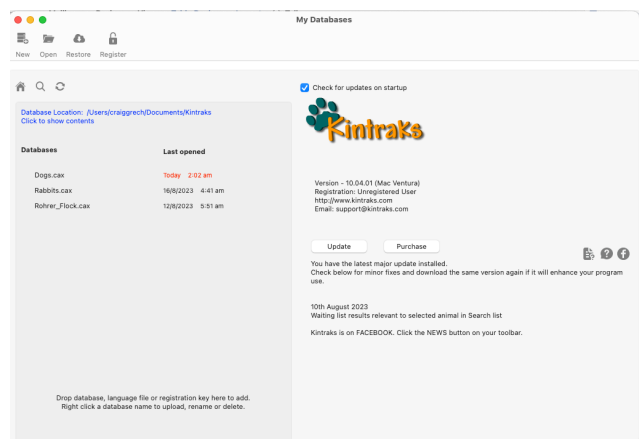 My Databases
New Open Restore Register
Check for updates on startup
Database Location: /Users/craiggrech/Documents/Kintraks
Click to show contents
Databases Last opened
Dogs.cax Today 2:02 am
Rabbits.cax 16/8/2023 4:41 am
Rohrer_Flock.cax 12/8/2023 5:51 am
Drop database, language file or registration key here to add.
Right click a database name to upload, rename or delete.
Kintraks
Version - 10.04.01 (Mac Ventura)
Registration: Unregistered User
http://www.kintraks.com
Email: support@kintraks.com
Update Purchase
You have the latest major update installed.
Check below for minor fixes and download the same version again if it will enhance your program
use.
10th August 2023
Waiting list results relevant to selected animal in Search list
Kintraks is on FACEBOOK. Click the NEWS button on your toolbar.